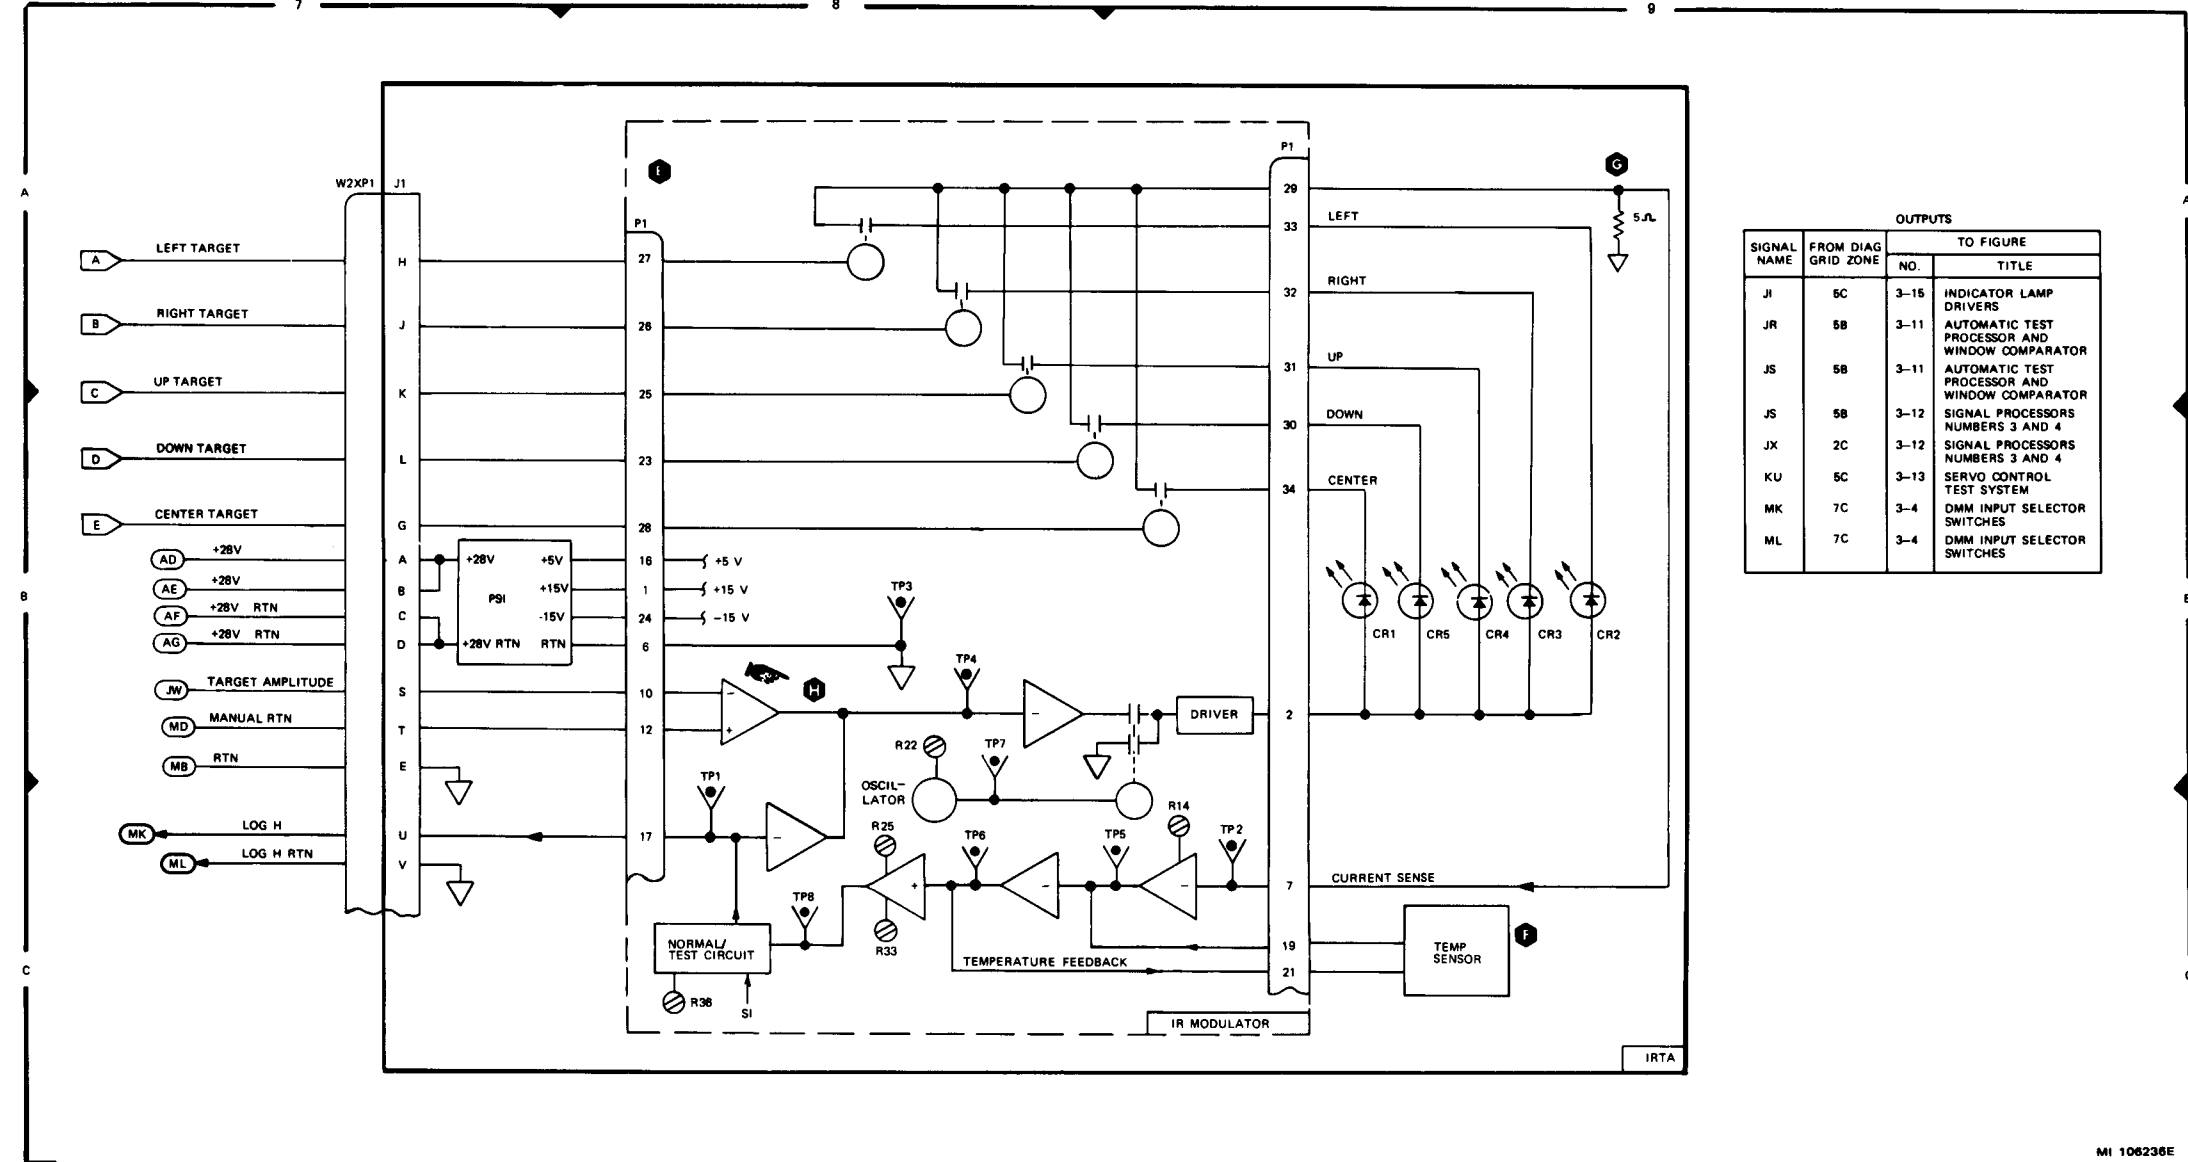 7 8 9
A
B
C
W2XP1 J1
P1
P1
E
G
5Ω
A LEFT TARGET H 27
B RIGHT TARGET J 26
C UP TARGET K 25
D DOWN TARGET L 23
E CENTER TARGET G 28
29
33 LEFT
32 RIGHT
31 UP
30 DOWN
34 CENTER
AD +28V A +28V +5V 16 +5 V
AE +28V B PS1 +15V 1 +15 V
AF +28V RTN C -15V 24 -15 V
AG +28V RTN D +28V RTN RTN 6
TP3
CR1 CR5 CR4 CR3 CR2
JW TARGET AMPLITUDE S 10 −
MD MANUAL RTN T 12 +
MB RTN E
H
TP4
−
DRIVER 2
R22
TP7
OSCIL-
LATOR
TP1
MK LOG H U 17 −
ML LOG H RTN V
R25
R33
TP6
TP5
R14
TP2
+ − −
7 CURRENT SENSE
TP8
NORMAL/
TEST CIRCUIT
R36
SI
TEMPERATURE FEEDBACK
19
21
TEMP
SENSOR
F
IR MODULATOR
IRTA
OUTPUTS
SIGNAL NAME FROM DIAG GRID ZONE TO FIGURE
NO. TITLE
JI 5C 3-15 INDICATOR LAMP
DRIVERS
JR 5B 3-11 AUTOMATIC TEST
PROCESSOR AND
WINDOW COMPARATOR
JS 5B 3-11 AUTOMATIC TEST
PROCESSOR AND
WINDOW COMPARATOR
JS 5B 3-12 SIGNAL PROCESSORS
NUMBERS 3 AND 4
JX 2C 3-12 SIGNAL PROCESSORS
NUMBERS 3 AND 4
KU 5C 3-13 SERVO CONTROL
TEST SYSTEM
MK 7C 3-4 DMM INPUT SELECTOR
SWITCHES
ML 7C 3-4 DMM INPUT SELECTOR
SWITCHES
MI 106236E